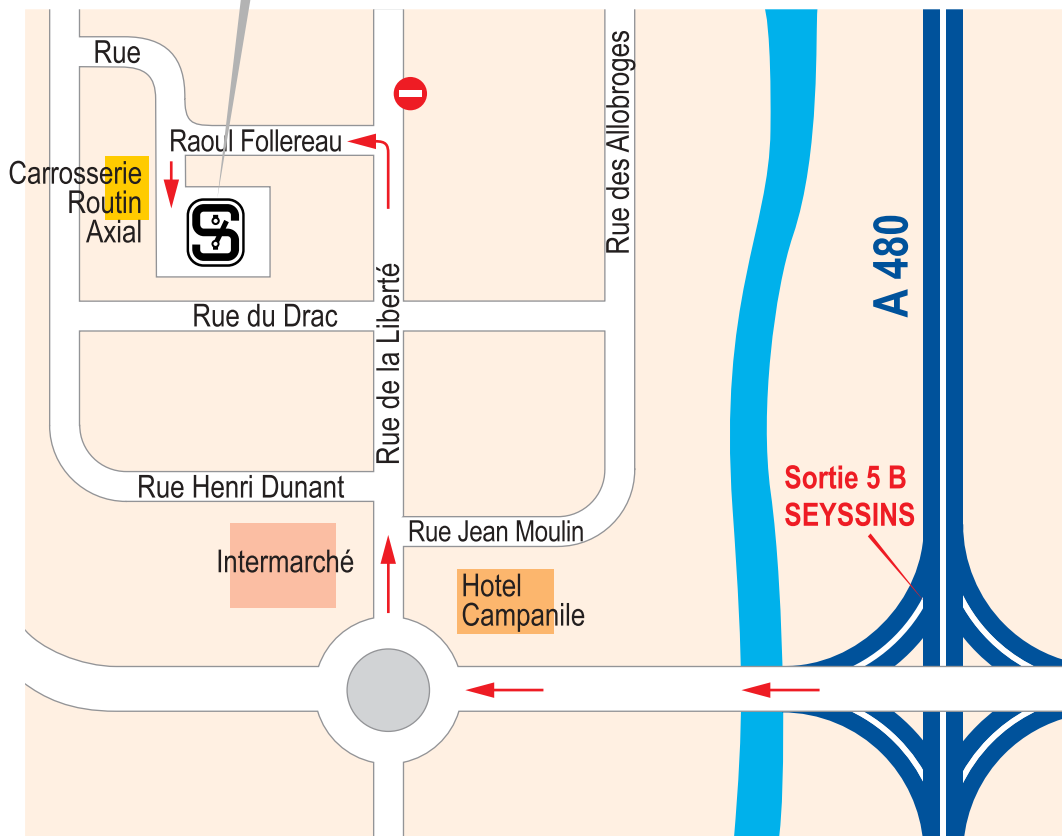 Rue
Raoul Follereau
Carrosserie
Routin
Axial
Rue des Allobroges
A 480
Rue du Drac
Rue de la Liberté
Sortie 5 B
SEYSSINS
Rue Henri Dunant
Rue Jean Moulin
Intermarché
Hotel
Campanile